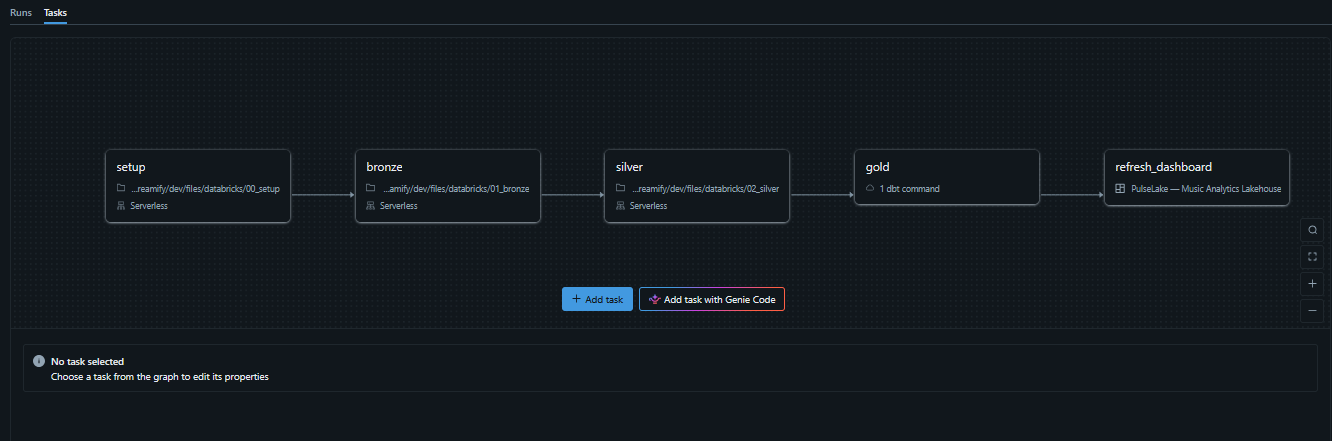 Runs
Tasks
setup
...reamify/dev/files/databricks/00_setup
Serverless
bronze
...amify/dev/files/databricks/01_bronze
Serverless
silver
...reamify/dev/files/databricks/02_silver
Serverless
gold
1 dbt command
refresh_dashboard
PulseLake — Music Analytics Lakehouse
+ Add task
Add task with Genie Code
No task selected
Choose a task from the graph to edit its properties